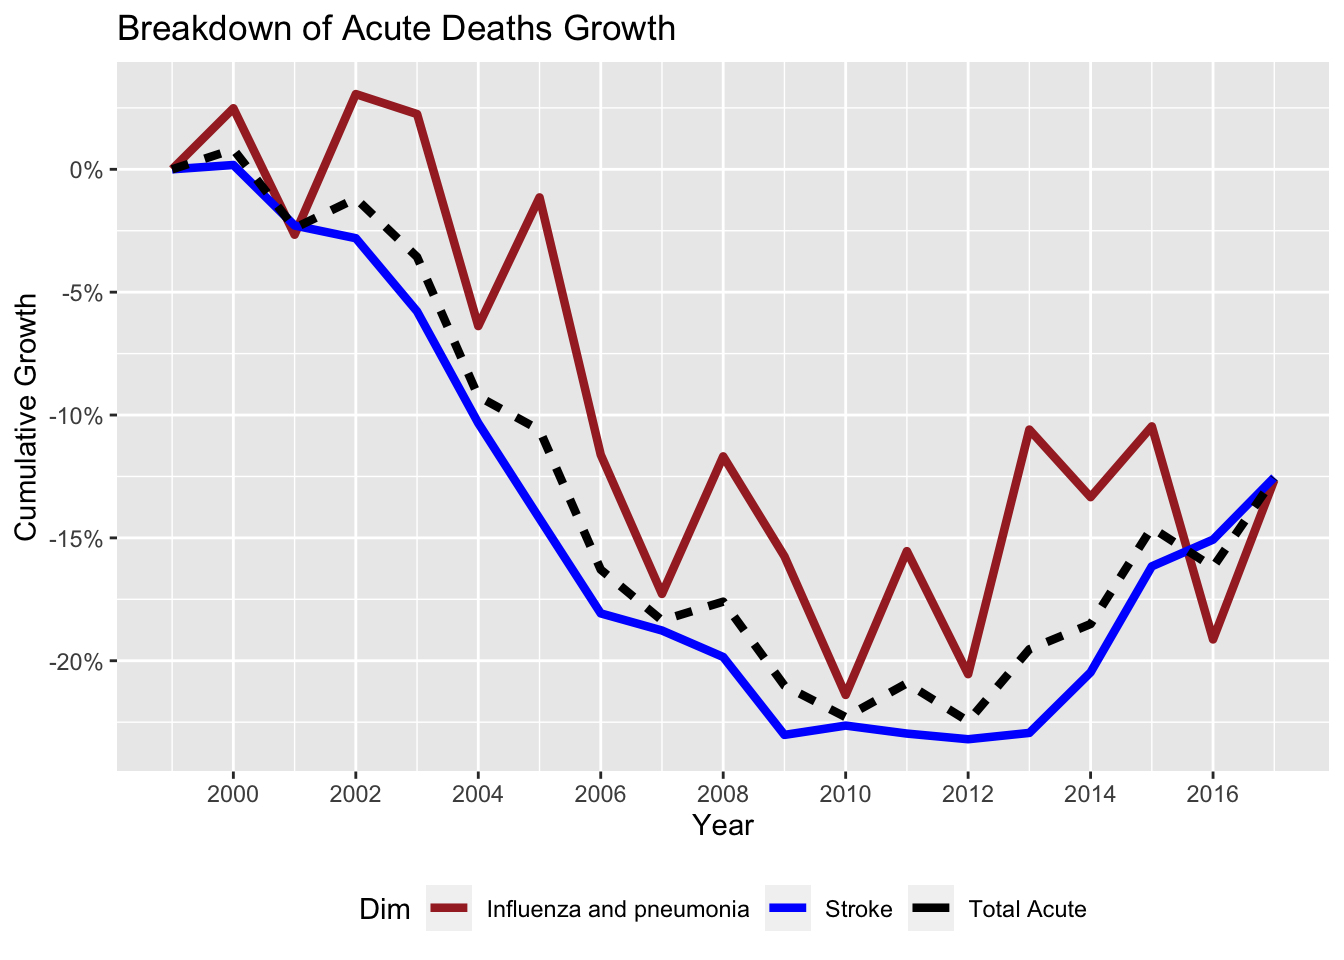 Breakdown of Acute Deaths Growth
Cumulative Growth
0%
-5%
-10%
-15%
-20%
2000 2002 2004 2006 2008 2010 2012 2014 2016
Year
Dim Influenza and pneumonia Stroke Total Acute